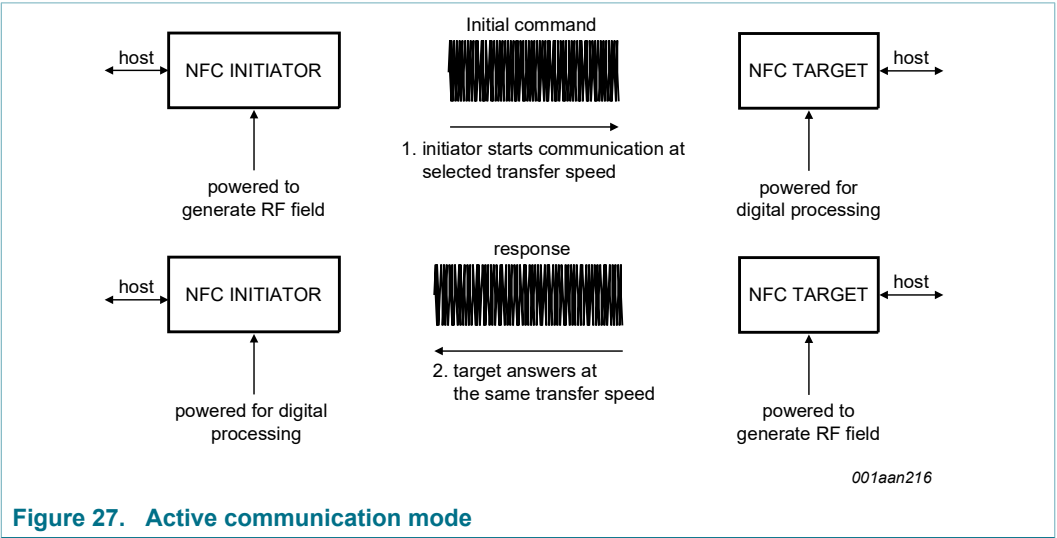 Initial command
host
NFC INITIATOR
NFC TARGET
host
1. initiator starts communication at
selected transfer speed
powered to
generate RF field
powered for
digital processing
response
host
NFC INITIATOR
NFC TARGET
host
2. target answers at
the same transfer speed
powered for digital
processing
powered to
generate RF field
001aan216
Figure 27. Active communication mode